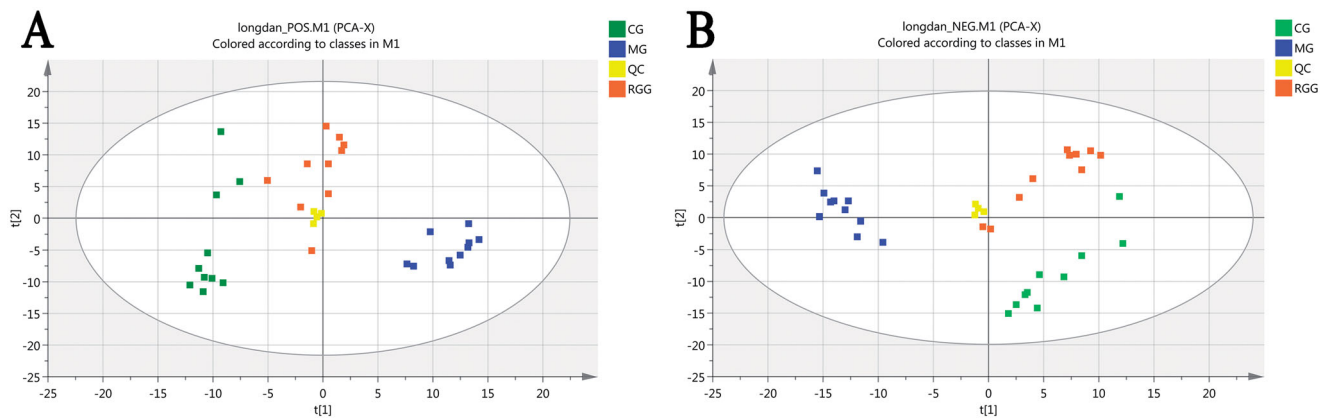 A
longdan_POS.M1 (PCA-X)
Colored according to classes in M1
CG
MG
QC
RGG
20
15
10
5
0
-5
-10
-15
-20
-25
t[2]
-25 -20 -15 -10 -5 0 5 10 15 20
t[1]
B
longdan_NEG.M1 (PCA-X)
Colored according to classes in M1
CG
MG
QC
RGG
20
15
10
5
0
-5
-10
-15
-20
-25
t[2]
-25 -20 -15 -10 -5 0 5 10 15 20
t[1]